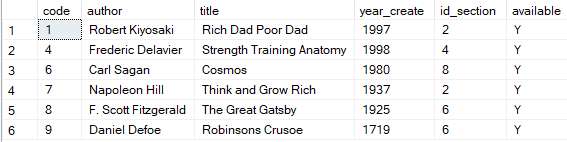 code author title year_create id_section available
1 1 Robert Kiyosaki Rich Dad Poor Dad 1997 2 Y
2 4 Frederic Delavier Strength Training Anatomy 1998 4 Y
3 6 Carl Sagan Cosmos 1980 8 Y
4 7 Napoleon Hill Think and Grow Rich 1937 2 Y
5 8 F. Scott Fitzgerald The Great Gatsby 1925 6 Y
6 9 Daniel Defoe Robinsons Crusoe 1719 6 Y